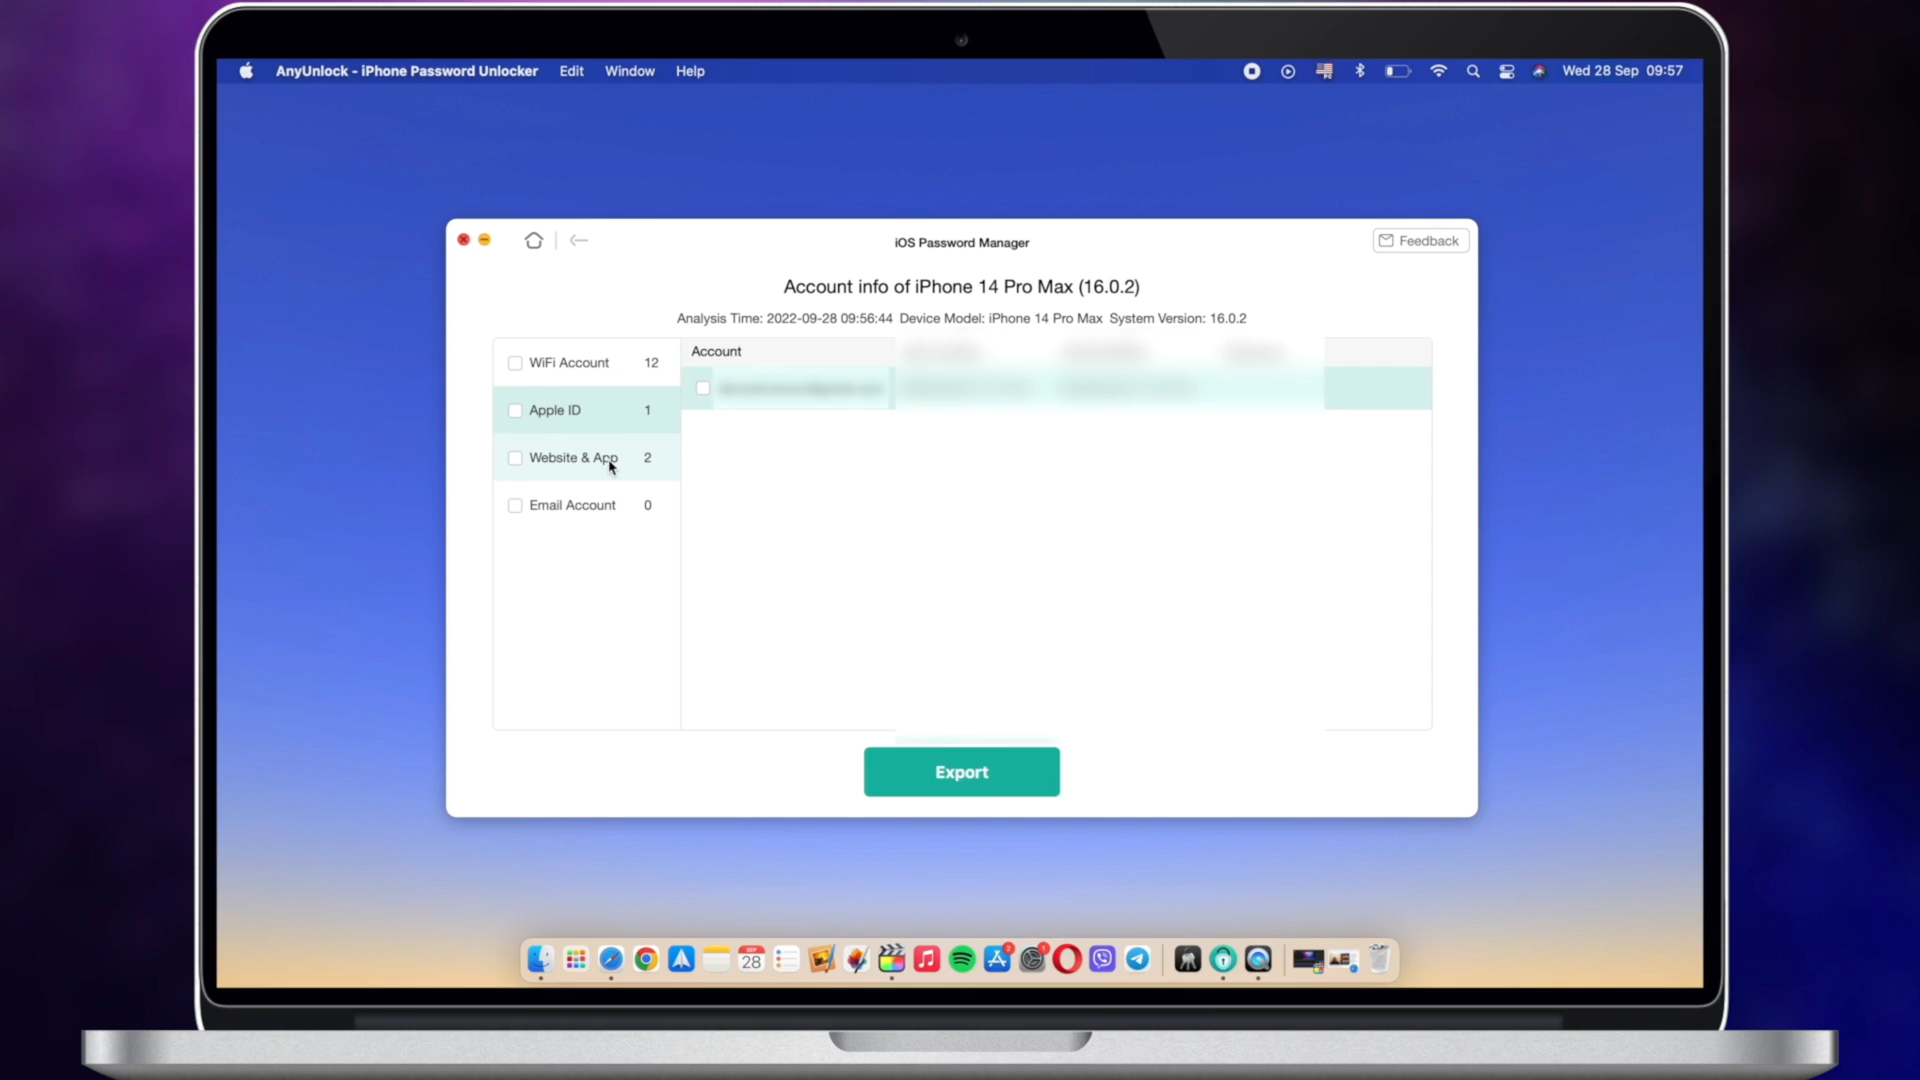 AnyUnlock - iPhone Password Unlocker Edit Window Help Wed 28 Sep 09:57
iOS Password Manager
Feedback
Account info of iPhone 14 Pro Max (16.0.2)
Analysis Time: 2022-09-28 09:56:44 Device Model: iPhone 14 Pro Max System Version: 16.0.2
WiFi Account 12
Apple ID 1
Website & App 2
Email Account 0
Account
Export
SEP
28
2
1